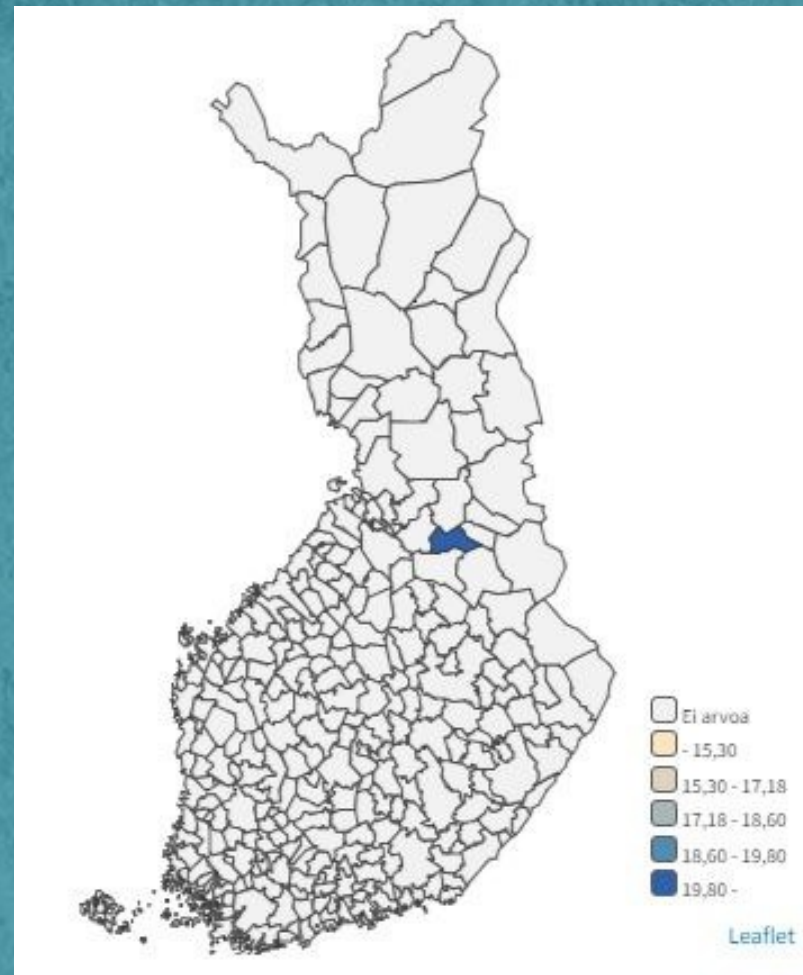 Ei arvoa
- 15,30
15,30 - 17,18
17,18 - 18,60
18,60 - 19,80
19,80 -
Leaflet